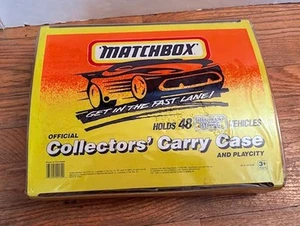 MATCHBOX
GET IN THE FAST LANE!
OFFICIAL
HOLDS 48 VEHICLES
Collectors' Carry Case
AND PLAYCITY
3+